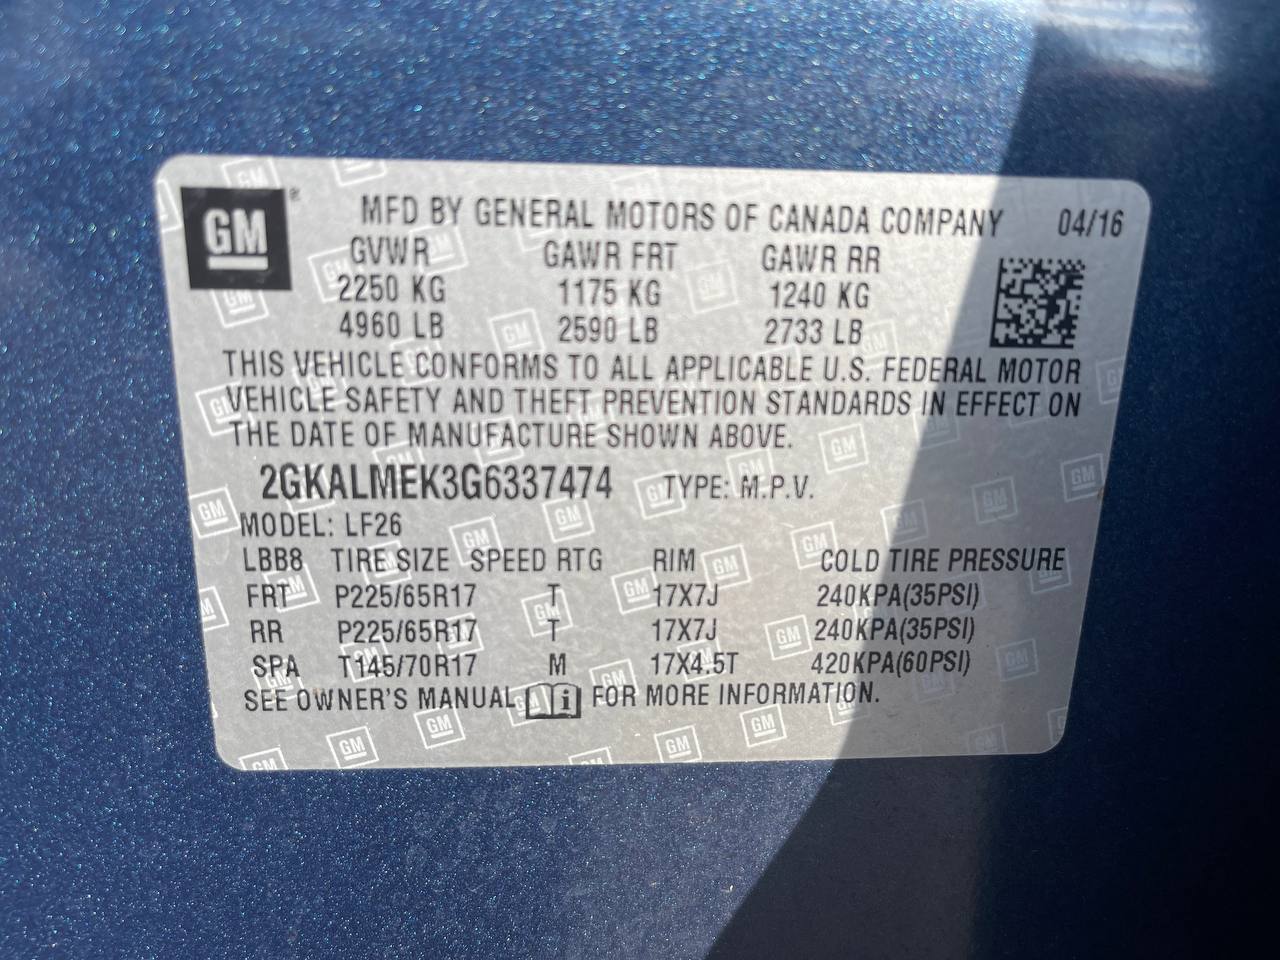 GM ® MFD BY GENERAL MOTORS OF CANADA COMPANY 04/16
GVWR GAWR FRT GAWR RR
2250 KG 1175 KG 1240 KG
4960 LB 2590 LB 2733 LB
THIS VEHICLE CONFORMS TO ALL APPLICABLE U.S. FEDERAL MOTOR
VEHICLE SAFETY AND THEFT PREVENTION STANDARDS IN EFFECT ON
THE DATE OF MANUFACTURE SHOWN ABOVE.
2GKALMEK3G6337474 TYPE: M.P.V.
MODEL: LF26
LBB8 TIRE SIZE SPEED RTG RIM COLD TIRE PRESSURE
FRT P225/65R17 T 17X7J 240KPA(35PSI)
RR P225/65R17 T 17X7J 240KPA(35PSI)
SPA T145/70R17 M 17X4.5T 420KPA(60PSI)
SEE OWNER'S MANUAL i FOR MORE INFORMATION.